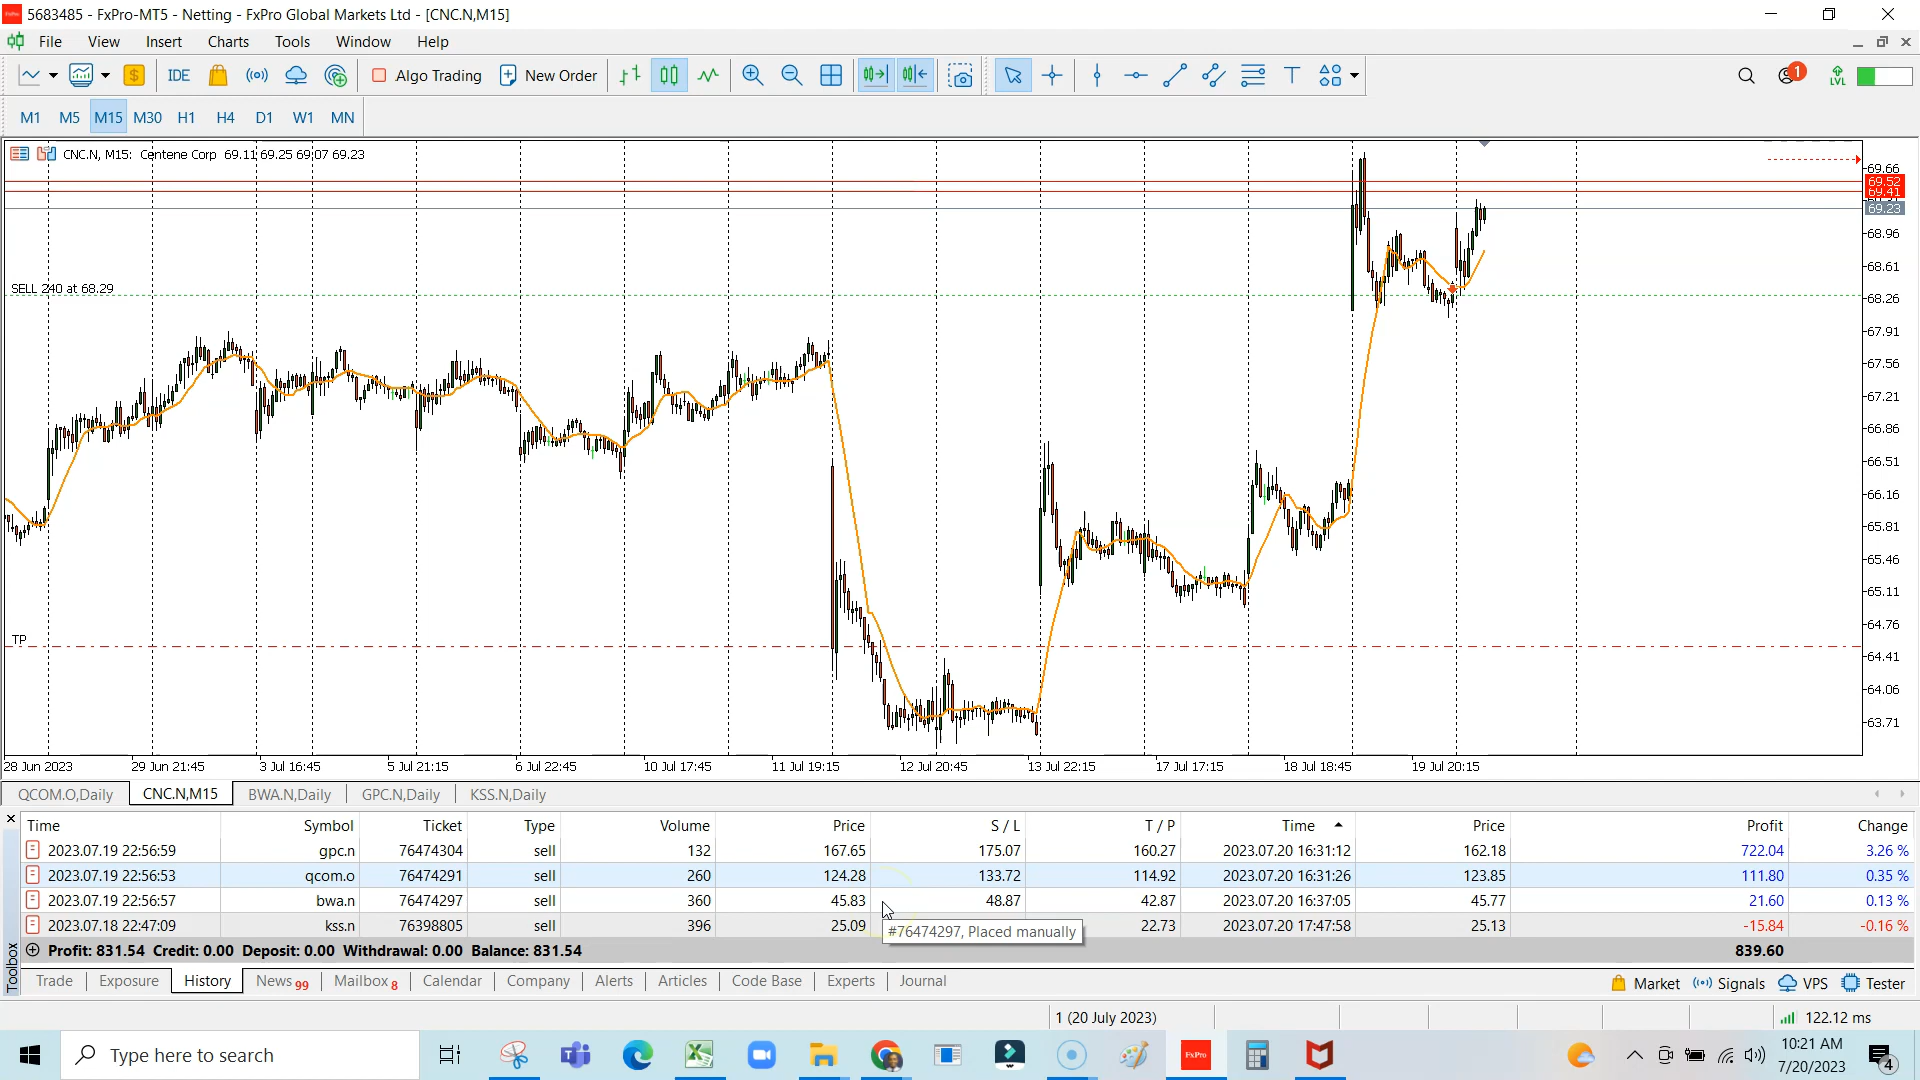 5683485 - FxPro-MT5 - Netting - FxPro Global Markets Ltd - [CNC.N,M15]
File View Insert Charts Tools Window Help
IDE Algo Trading New Order 1 LVL
M1 M5 M15 M30 H1 H4 D1 W1 MN
CNC.N, M15: Centene Corp 69.11 69.25 69.07 69.23
69.66
69.52
69.41
69.23
68.96
68.61
SELL 240 at 68.29
68.26
67.91
67.56
67.21
66.86
66.51
66.16
65.81
65.46
65.11
64.76
TP
64.41
64.06
63.71
28 Jun 2023 29 Jun 21:45 3 Jul 16:45 5 Jul 21:15 6 Jul 22:45 10 Jul 17:45 11 Jul 19:15 12 Jul 20:45 13 Jul 22:15 17 Jul 17:15 18 Jul 18:45 19 Jul 20:15
QCOM.O,Daily CNC.N,M15 BWA.N,Daily GPC.N,Daily KSS.N,Daily
Time Symbol Ticket Type Volume Price S / L T / P Time Price Profit Change
2023.07.19 22:56:59 gpc.n 76474304 sell 132 167.65 175.07 160.27 2023.07.20 16:31:12 162.18 722.04 3.26 %
2023.07.19 22:56:53 qcom.o 76474291 sell 260 124.28 133.72 114.92 2023.07.20 16:31:26 123.85 111.80 0.35 %
2023.07.19 22:56:57 bwa.n 76474297 sell 360 45.83 48.87 42.87 2023.07.20 16:37:05 45.77 21.60 0.13 %
2023.07.18 22:47:09 kss.n 76398805 sell 396 25.09 22.73 2023.07.20 17:47:58 25.13 -15.84 -0.16 %
#76474297, Placed manually
Profit: 831.54 Credit: 0.00 Deposit: 0.00 Withdrawal: 0.00 Balance: 831.54 839.60
Toolbox
Trade Exposure History News 99 Mailbox 8 Calendar Company Alerts Articles Code Base Experts Journal Market Signals VPS Tester
1 (20 July 2023) 122.12 ms
Type here to search
FxPro
10:21 AM
7/20/2023
4